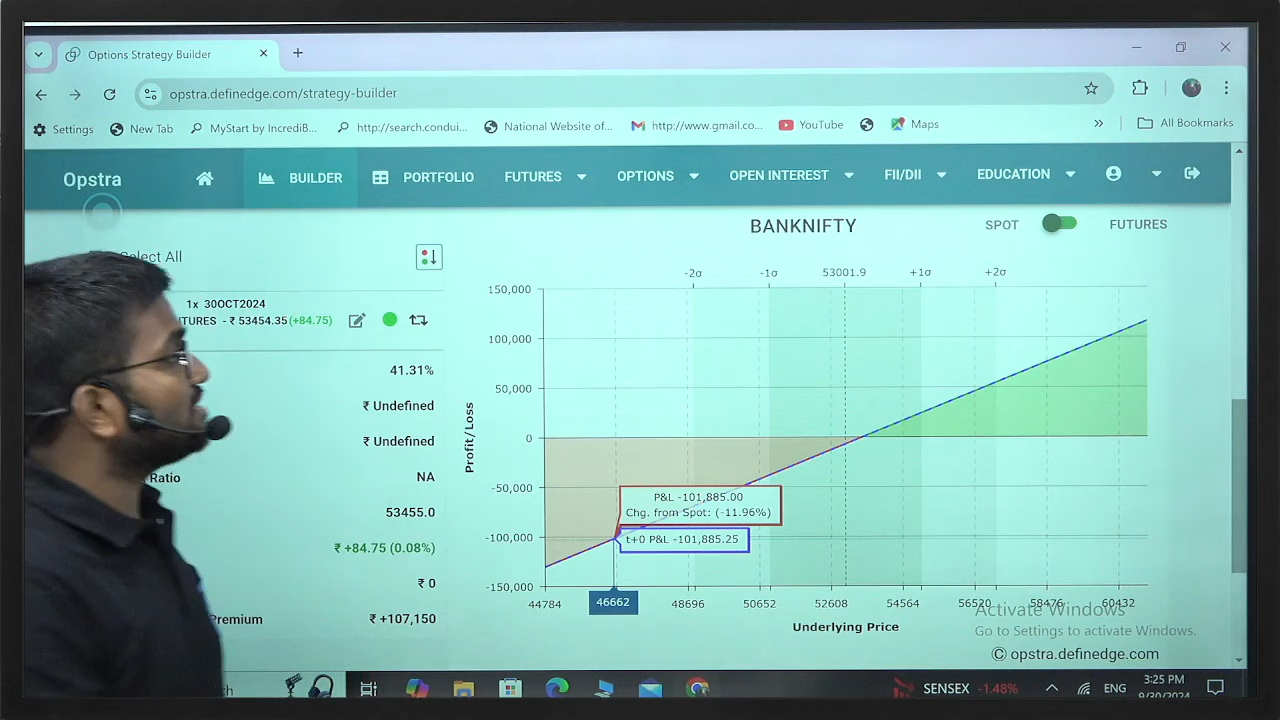 Options Strategy Builder
opstra.definedge.com/strategy-builder
Settings New Tab MyStart by IncrediB... http://search.condui... National Website of... http://www.gmail.co... YouTube Maps » All Bookmarks
Opstra BUILDER PORTFOLIO FUTURES OPTIONS OPEN INTEREST FII/DII EDUCATION
BANKNIFTY SPOT FUTURES
Select All
-2σ -1σ 53001.9 +1σ +2σ
1x 30OCT2024
TURES - ₹ 53454.35 (+84.75)
41.31%
₹ Undefined
₹ Undefined
Ratio NA
53455.0
₹ +84.75 (0.08%)
₹ 0
Premium ₹ +107,150
Profit/Loss
150,000
100,000
50,000
0
-50,000
-100,000
-150,000
P&L -101,885.00
Chg. from Spot: (-11.96%)
t+0 P&L -101,885.25
44784 46662 48696 50652 52608 54564 56520 58476 60432
Underlying Price
Activate Windows
Go to Settings to activate Windows.
© opstra.definedge.com
SENSEX -1.48% ENG 3:25 PM
9/30/2024